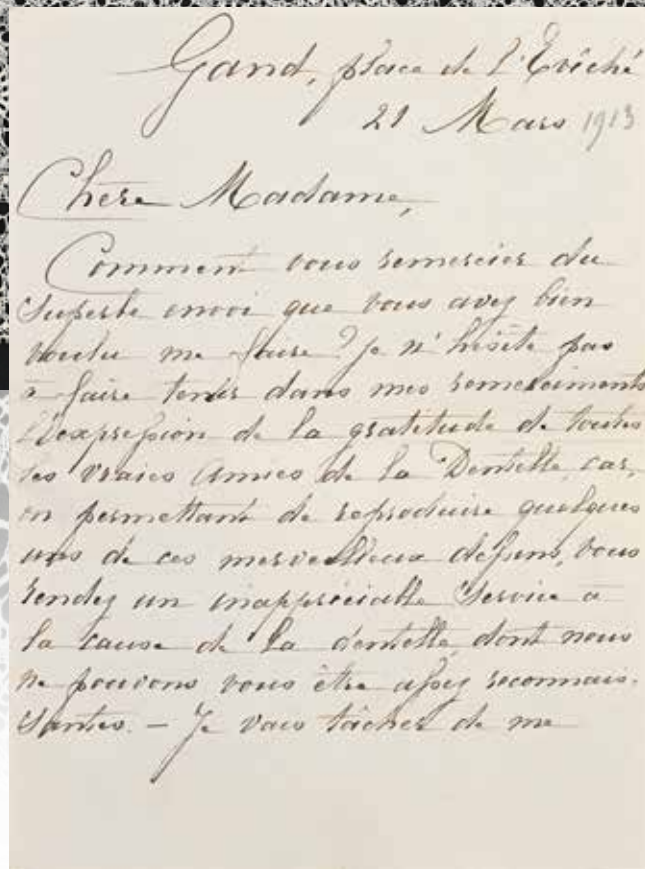 Gand, place de l'Evêché
21 Mars 1913
Chère Madame,
Comment vous remercier du
superbe envoi que vous avez bien
voulu me faire? Je n'hésite pas
à faire tenir dans mes remerciments
l'expression de la gratitude de toutes
les vraies amies de la Dentelle, car,
en permettant de reproduire quelques
uns de ces merveilleux dessins, vous
rendez un inappréciable service à
la cause de la dentelle, dont nous
ne pouvons vous être assez reconnais-
santes. — Je vais tâcher de me